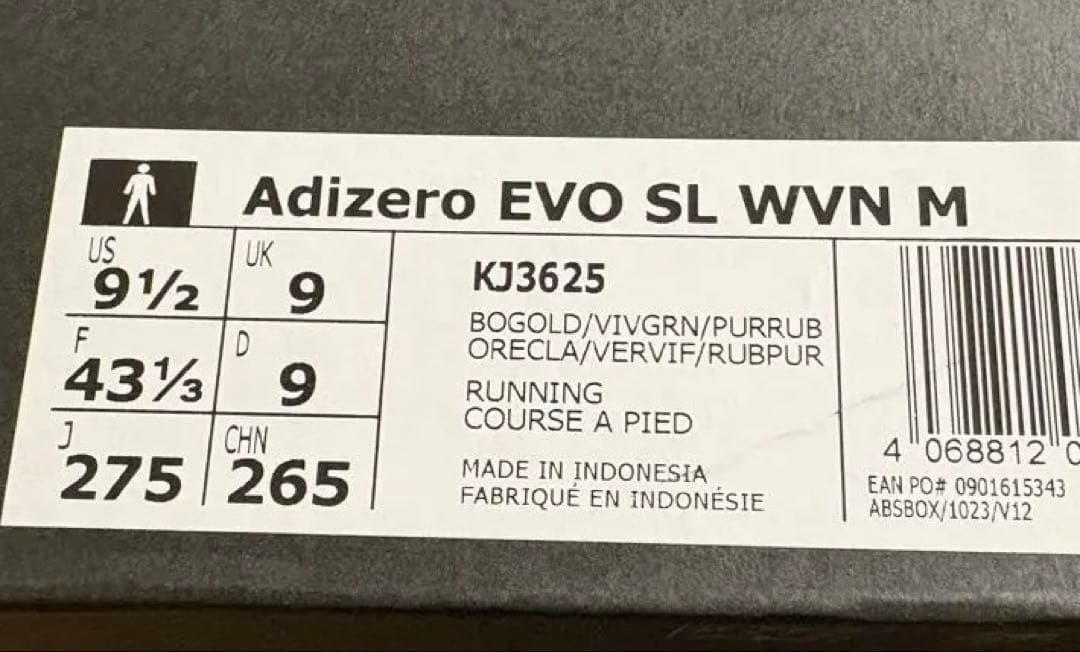 Adizero EVO SL WVN M
US
9½
UK
9
F
43⅓
D
9
J
275
CHN
265
KJ3625
BOGOLD/VIVGRN/PURRUB
ORECLA/VERVIF/RUBPUR
RUNNING
COURSE A PIED
MADE IN INDONESIA
FABRIQUÉ EN INDONÉSIE
4 068812
EAN PO# 0901615343
ABSBOX/1023/V12